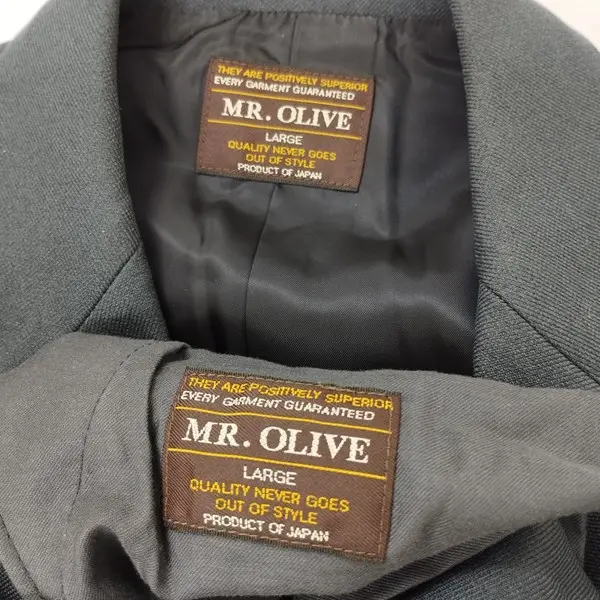 THEY ARE POSITIVELY SUPERIOR
EVERY GARMENT GUARANTEED
MR. OLIVE
LARGE
QUALITY NEVER GOES
OUT OF STYLE
PRODUCT OF JAPAN
THEY ARE POSITIVELY SUPERIOR
EVERY GARMENT GUARANTEED
MR. OLIVE
LARGE
QUALITY NEVER GOES
OUT OF STYLE
PRODUCT OF JAPAN